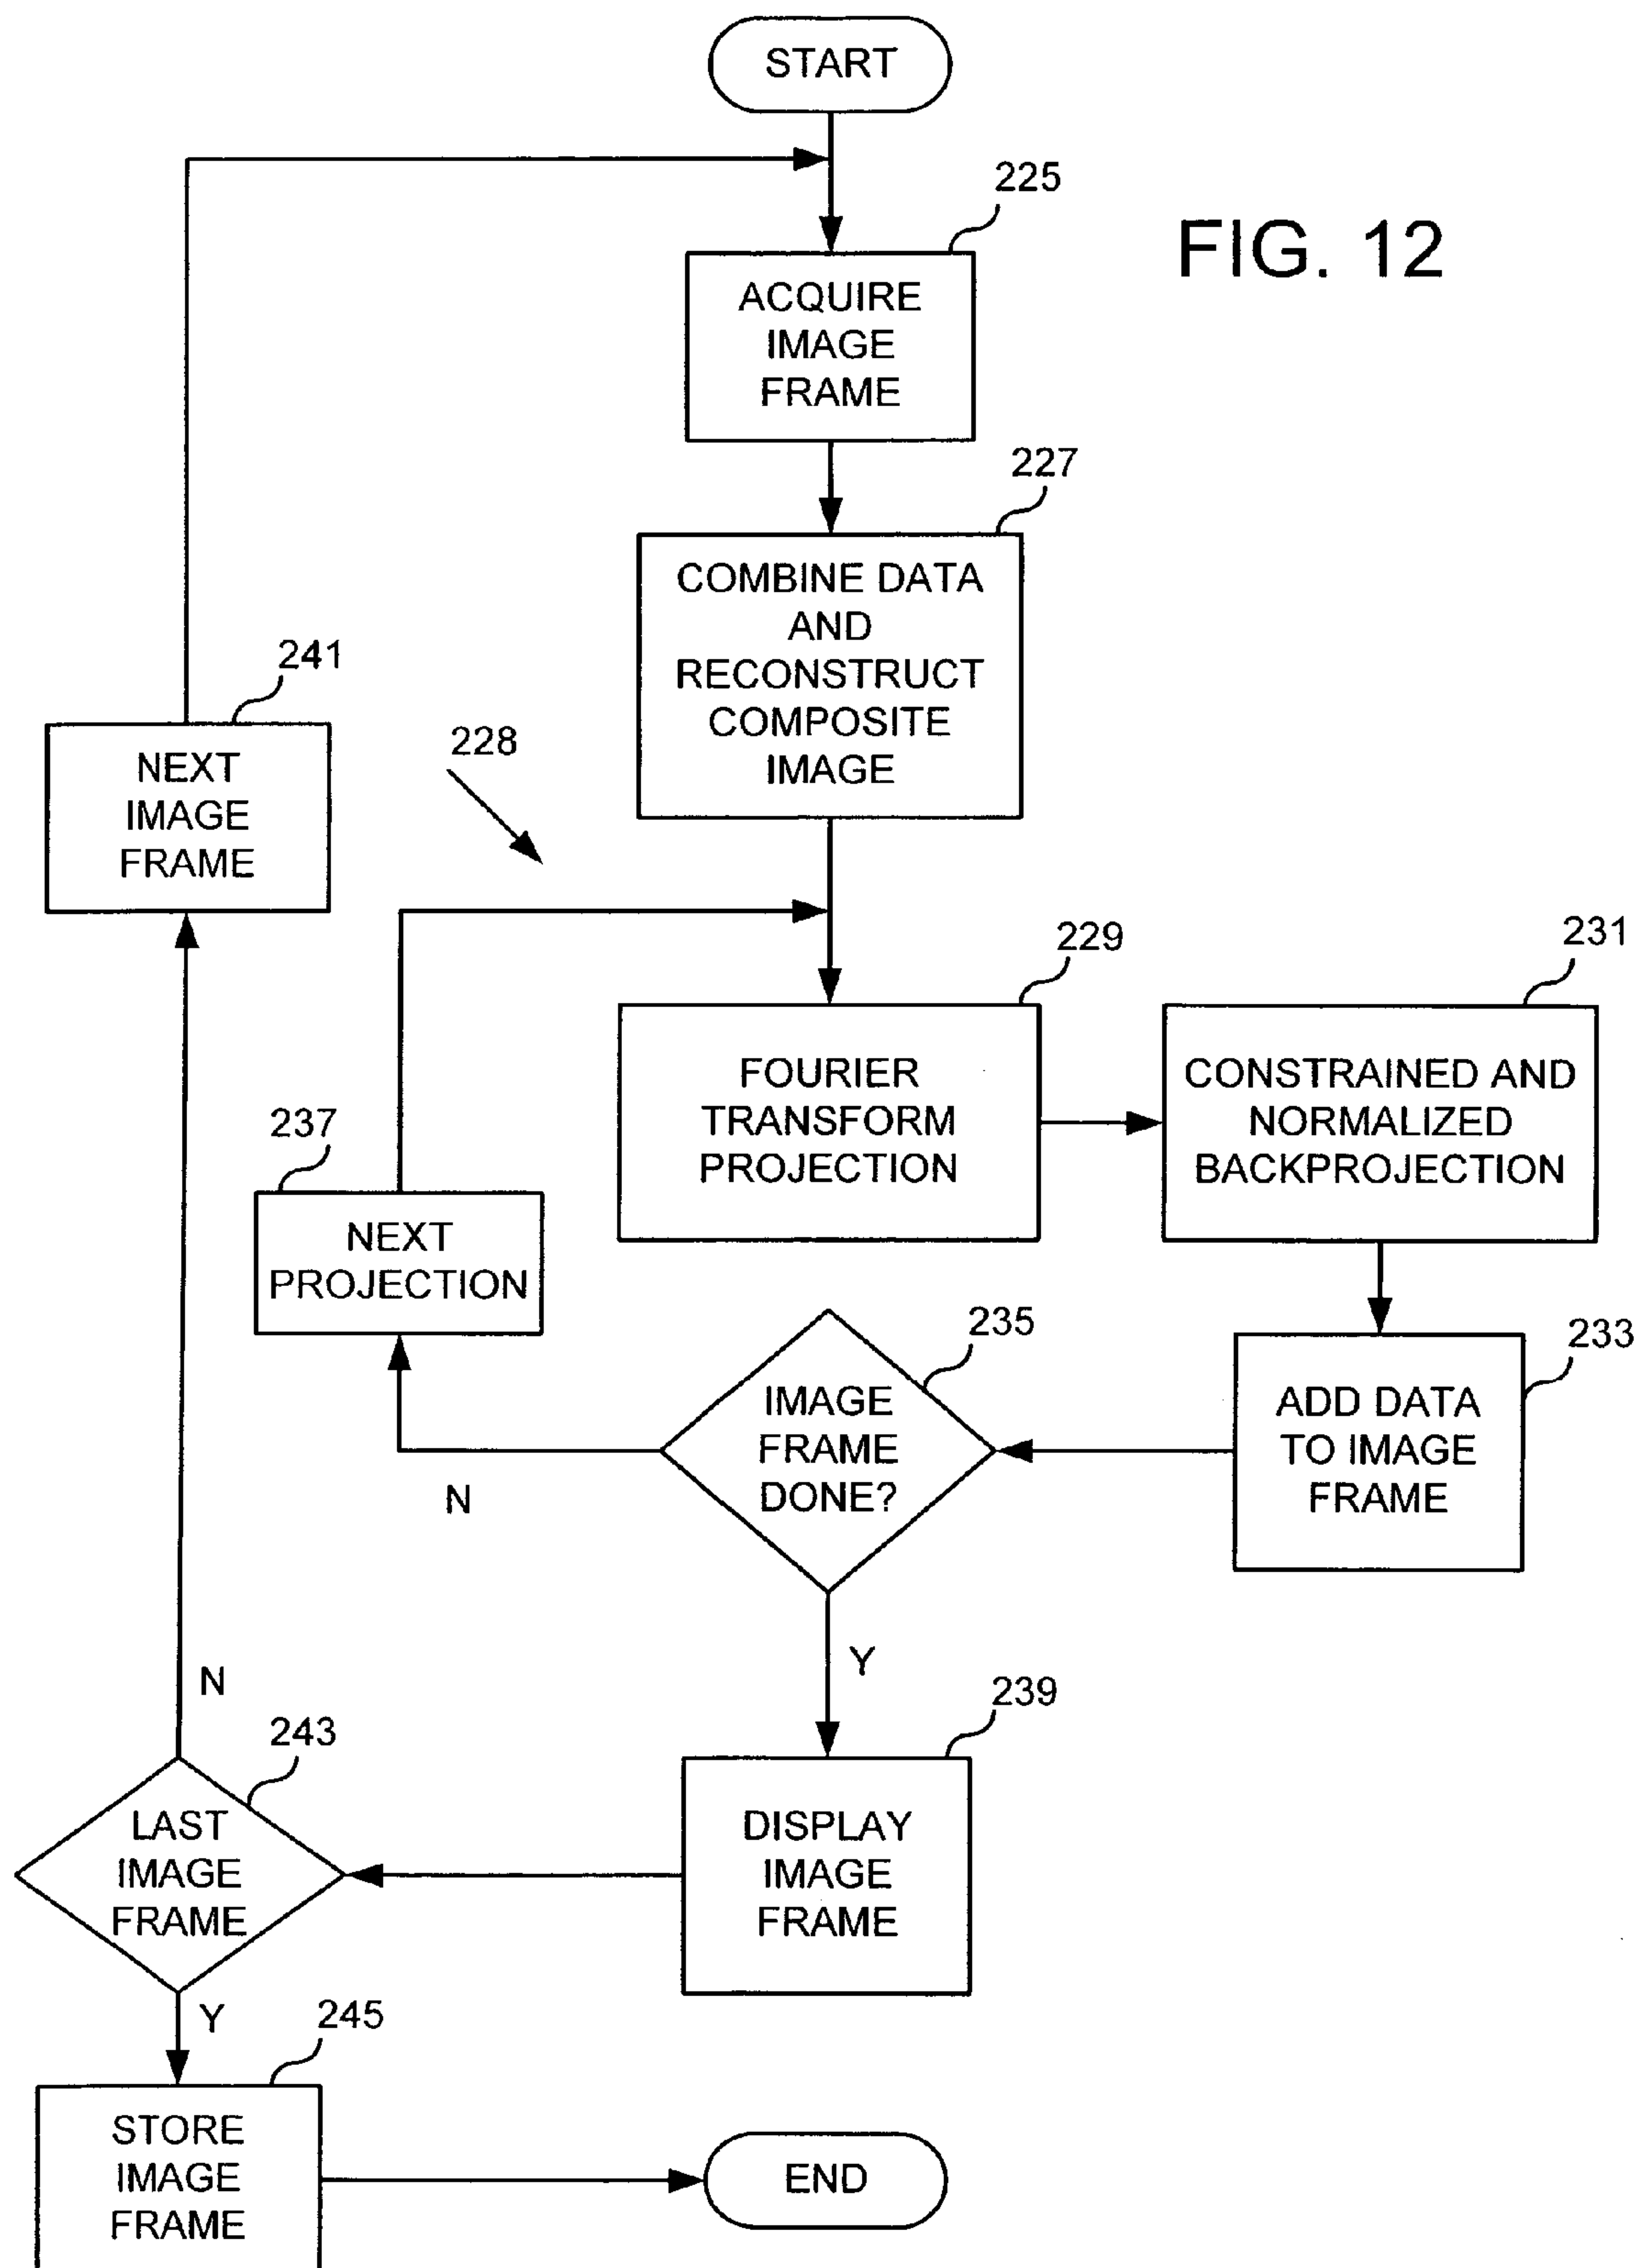 START
225
FIG. 12
ACQUIRE
IMAGE
FRAME
227
COMBINE DATA
AND
RECONSTRUCT
COMPOSITE
IMAGE
241
NEXT
IMAGE
FRAME
228
229
FOURIER
TRANSFORM
PROJECTION
231
CONSTRAINED AND
NORMALIZED
BACKPROJECTION
237
NEXT
PROJECTION
235
IMAGE
FRAME
DONE?
N
Y
233
ADD DATA
TO IMAGE
FRAME
239
DISPLAY
IMAGE
FRAME
N
243
LAST
IMAGE
FRAME
Y
245
STORE
IMAGE
FRAME
END